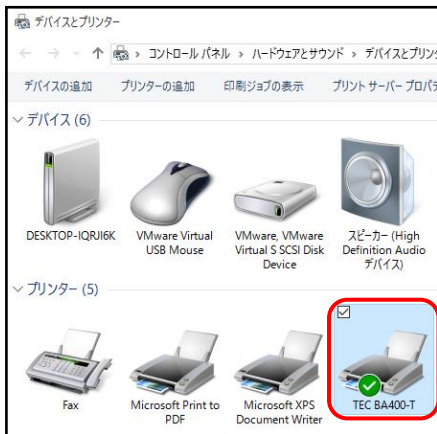 デバイスとプリンター
コントロール パネル › ハードウェアとサウンド › デバイスとプリンタ
デバイスの追加 プリンターの追加 印刷ジョブの表示 プリント サーバー プロパテ
デバイス (6)
DESKTOP-IQRJI6K
VMware Virtual
USB Mouse
VMware, VMware
Virtual S SCSI Disk
Device
スピーカー (High
Definition Audio
デバイス)
プリンター (5)
Fax
Microsoft Print to
PDF
Microsoft XPS
Document Writer
TEC BA400-T